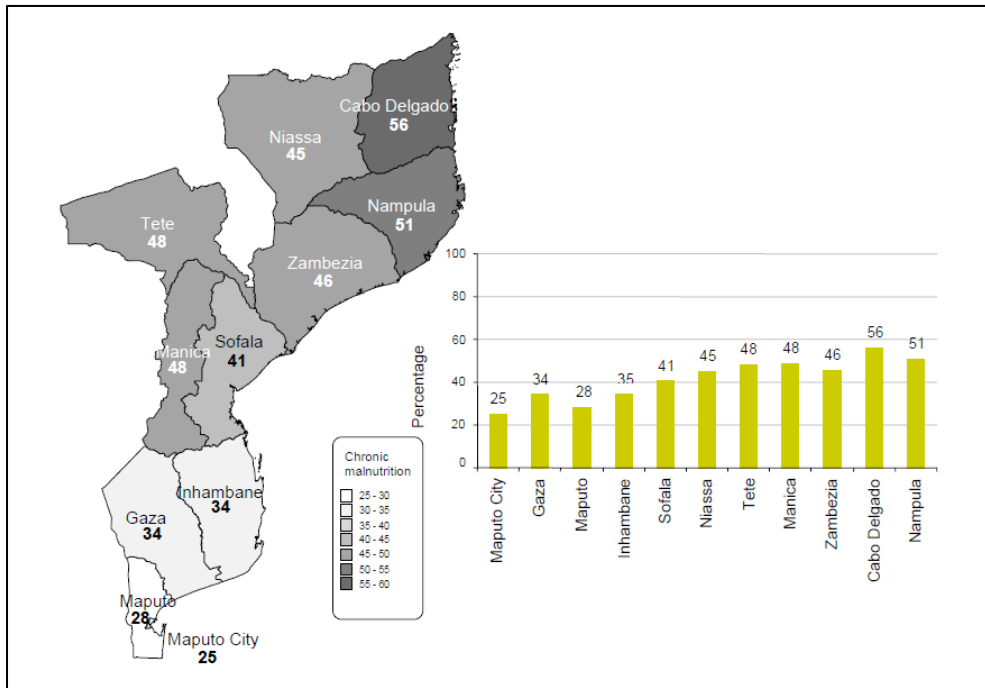 Cabo Delgado
56
Niassa
45
Nampula
51
Tete
48
Zambezia
46
Sofala
41
Manica
48
Inhambane
34
Gaza
34
Maputo
28
Maputo City
25
Chronic
malnutrition
25 - 30
30 - 35
35 - 40
40 - 45
45 - 50
50 - 55
55 - 60
Percentage
100
80
60
40
20
0
25
34
28
35
41
45
48
48
46
56
51
Maputo City
Gaza
Maputo
Inhambane
Sofala
Niassa
Tete
Manica
Zambezia
Cabo Delgado
Nampula